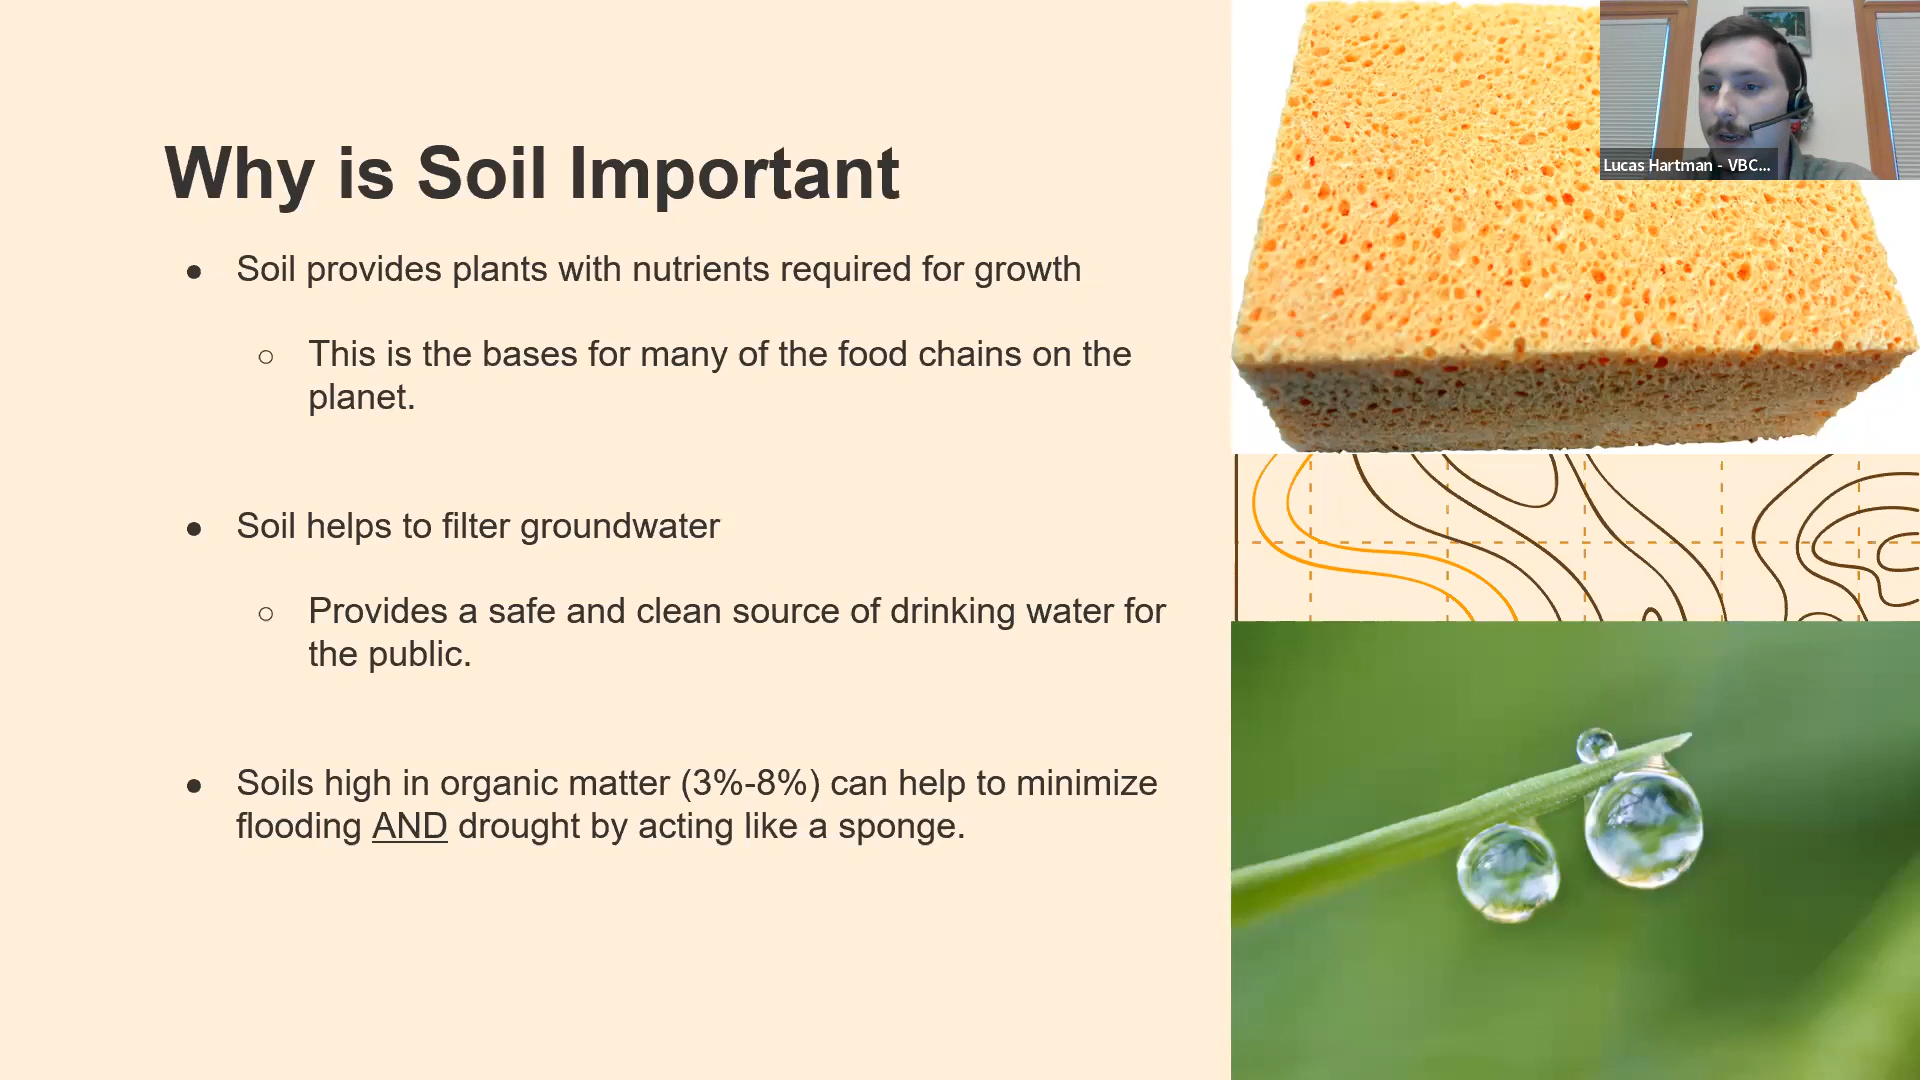 Why is Soil Important
● Soil provides plants with nutrients required for growth
○ This is the bases for many of the food chains on the
planet.
● Soil helps to filter groundwater
○ Provides a safe and clean source of drinking water for
the public.
● Soils high in organic matter (3%-8%) can help to minimize
flooding AND drought by acting like a sponge.
Lucas Hartman - VBC...